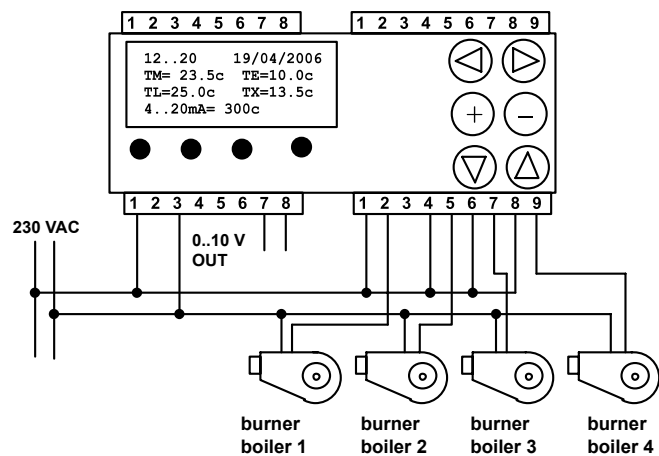 1 2 3 4 5 6 7 8
1 2 3 4 5 6 7 8 9
12..20 19/04/2006
TM= 23.5c TE=10.0c
TL=25.0c TX=13.5c
4..20mA= 300c
+ −
1 2 3 4 5 6 7 8
1 2 3 4 5 6 7 8 9
230 VAC
0..10 V
OUT
burner
boiler 1
burner
boiler 2
burner
boiler 3
burner
boiler 4